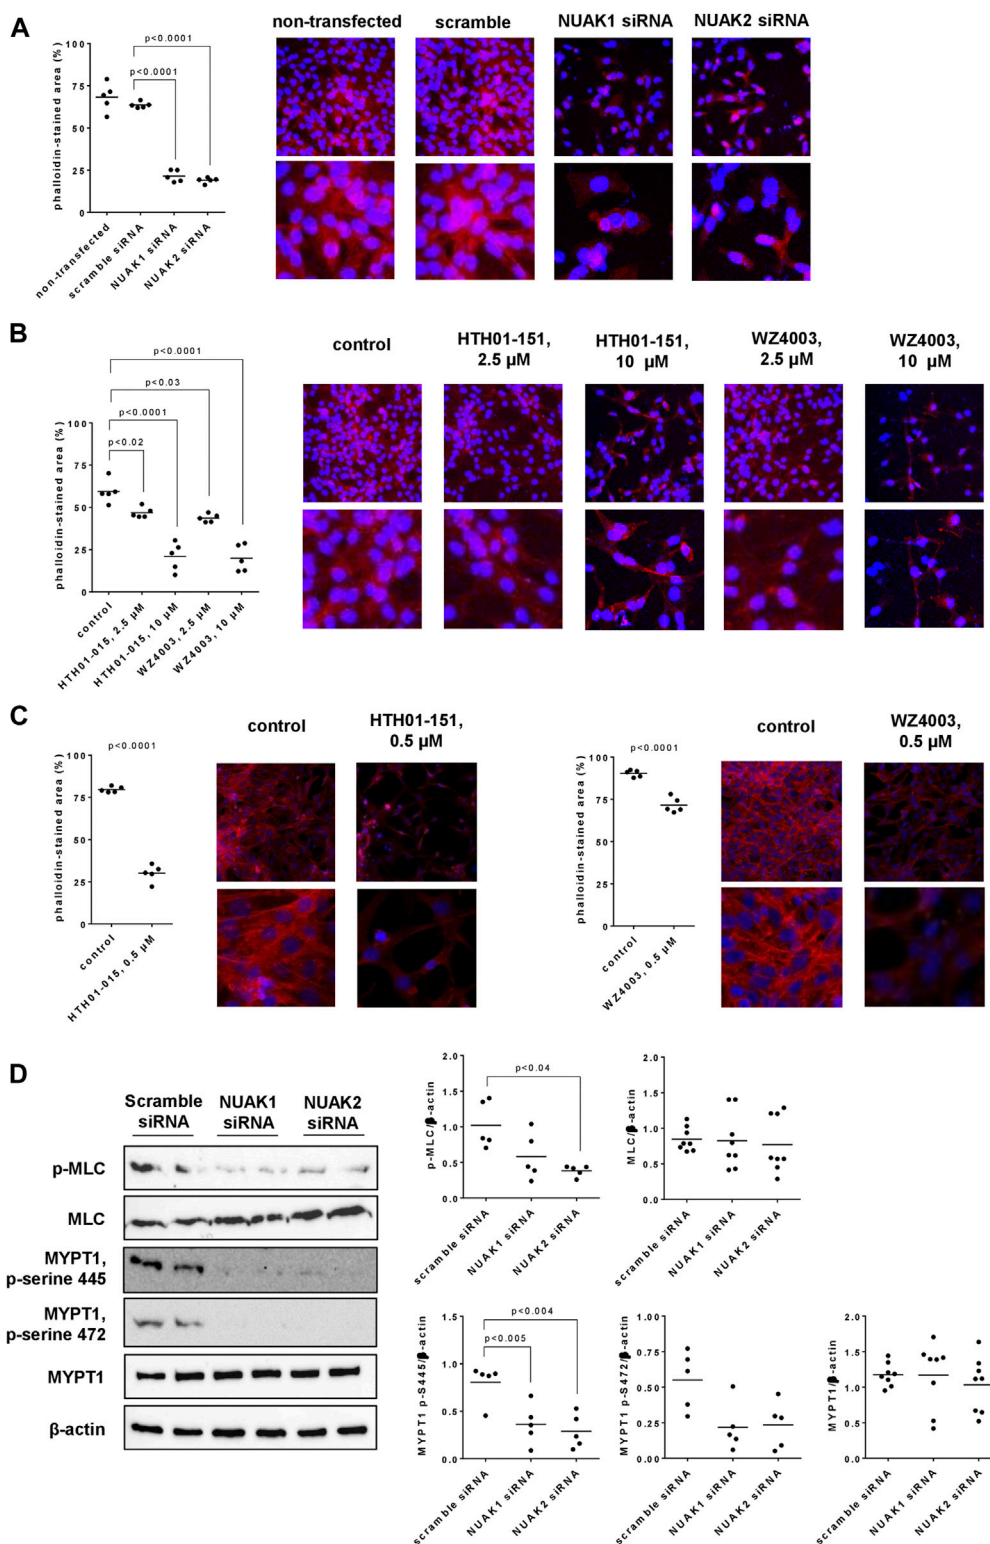 A
non-transfected
scramble
NUAK1 siRNA
NUAK2 siRNA
p<0.0001
p<0.0001
phalloidin-stained area (%)
100
75
50
25
0
non-transfected
scramble siRNA
NUAK1 siRNA
NUAK2 siRNA
B
control
HTH01-151,
2.5 µM
HTH01-151,
10 µM
WZ4003,
2.5 µM
WZ4003,
10 µM
p<0.0001
p<0.03
p<0.0001
p<0.02
phalloidin-stained area (%)
100
75
50
25
0
control
HTH01-015, 2.5 µM
HTH01-015, 10 µM
WZ4003, 2.5 µM
WZ4003, 10 µM
C
p<0.0001
phalloidin-stained area (%)
100
75
50
25
0
control
HTH01-015, 0.5 µM
control
HTH01-151,
0.5 µM
p<0.0001
phalloidin-stained area (%)
100
75
50
25
0
control
WZ4003, 0.5 µM
control
WZ4003,
0.5 µM
D
Scramble
siRNA
NUAK1
siRNA
NUAK2
siRNA
p-MLC
MLC
MYPT1,
p-serine 445
MYPT1,
p-serine 472
MYPT1
β-actin
p<0.04
p-MLC/β-actin
2.0
1.5
1.0
0.5
0.0
scramble siRNA
NUAK1 siRNA
NUAK2 siRNA
MLC/β-actin
2.0
1.5
1.0
0.5
0.0
scramble siRNA
NUAK1 siRNA
NUAK2 siRNA
p<0.004
p<0.005
MYPT1 p-S445/β-actin
1.5
1.0
0.5
0.0
scramble siRNA
NUAK1 siRNA
NUAK2 siRNA
MYPT1 p-S472/β-actin
1.00
0.75
0.50
0.25
0.00
scramble siRNA
NUAK1 siRNA
NUAK2 siRNA
MYPT1/β-actin
2.0
1.5
1.0
0.5
0.0
scramble siRNA
NUAK1 siRNA
NUAK2 siRNA